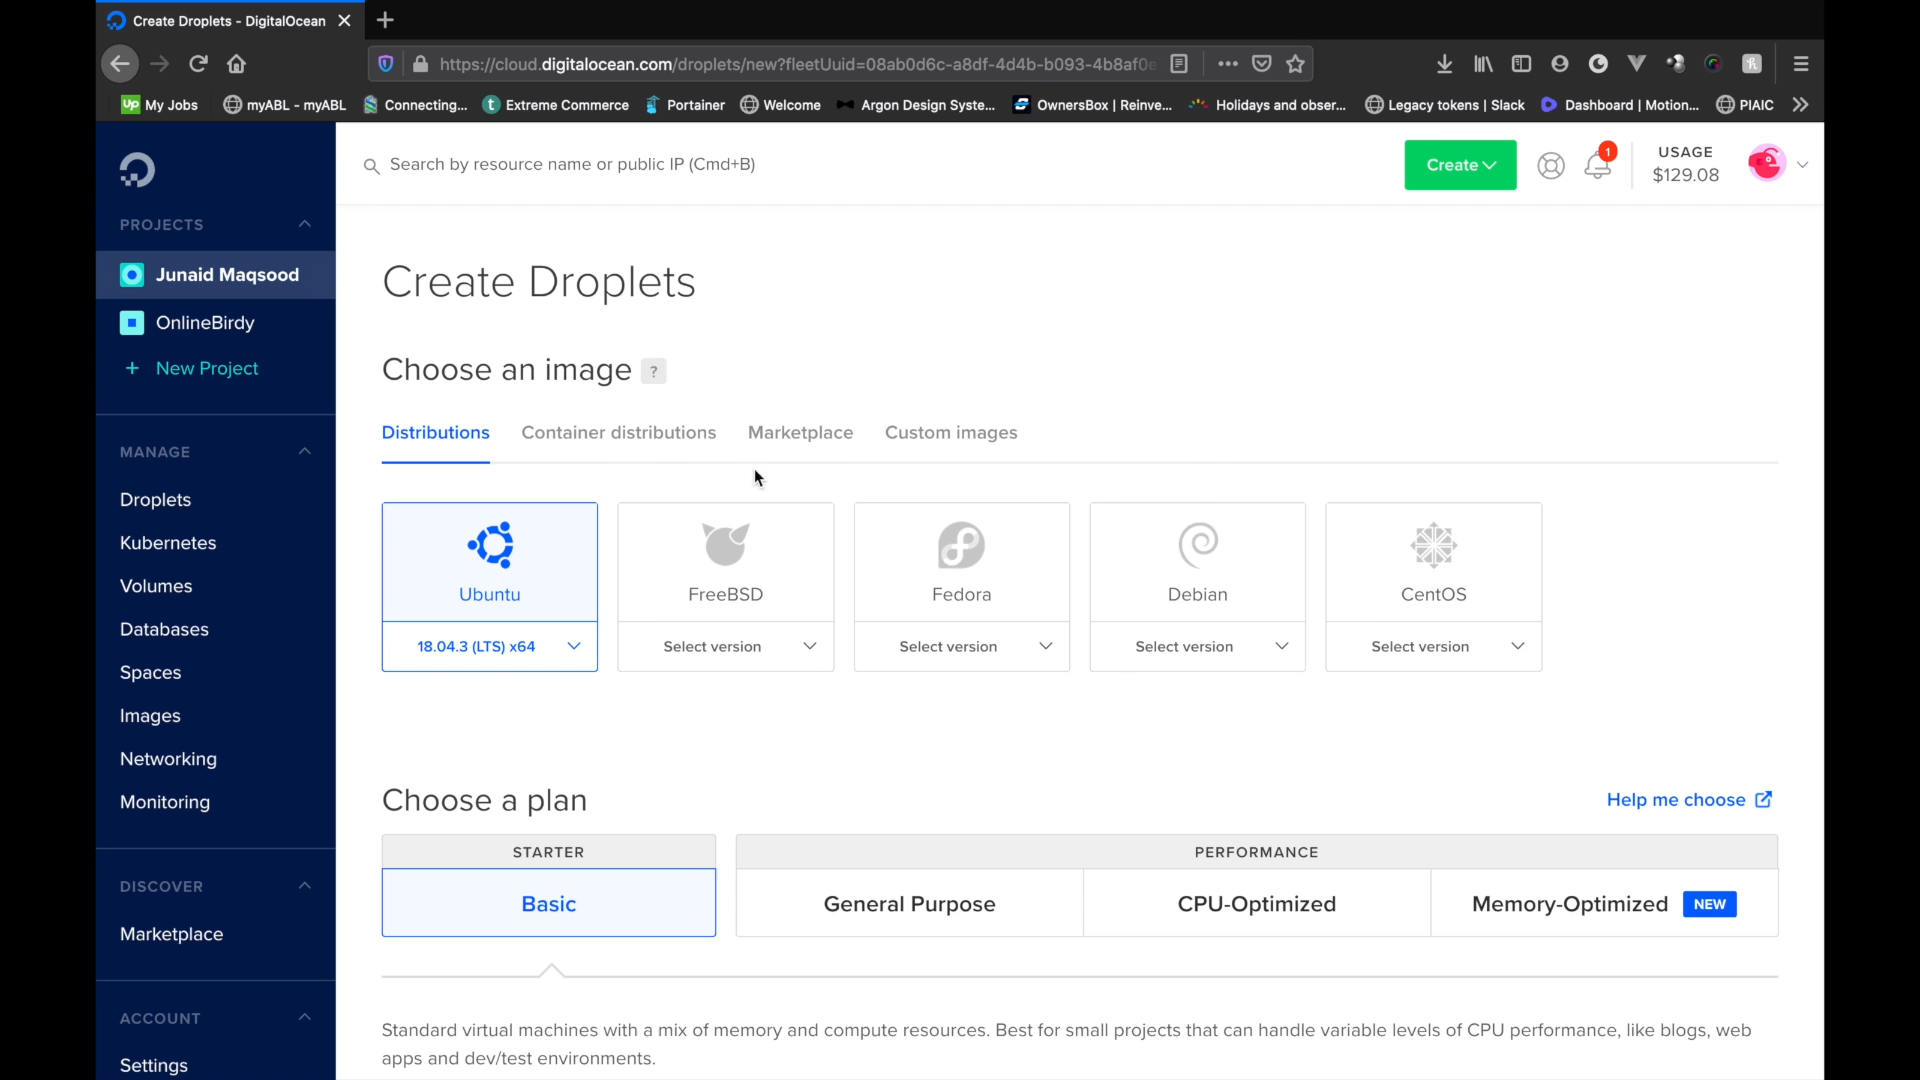 Create Droplets - DigitalOcean
https://cloud.digitalocean.com/droplets/new?fleetUuid=08ab0d6c-a8df-4d4b-b093-4b8af0e
Up My Jobs
myABL - myABL
Connecting...
t Extreme Commerce
Portainer
Welcome
Argon Design Syste...
OwnersBox | Reinve...
Holidays and obser...
Legacy tokens | Slack
Dashboard | Motion...
PIAIC
Search by resource name or public IP (Cmd+B)
Create
1
USAGE
$129.08
PROJECTS
Junaid Maqsood
OnlineBirdy
+ New Project
MANAGE
Droplets
Kubernetes
Volumes
Databases
Spaces
Images
Networking
Monitoring
DISCOVER
Marketplace
ACCOUNT
Settings
Create Droplets
Choose an image ?
Distributions
Container distributions
Marketplace
Custom images
Ubuntu
18.04.3 (LTS) x64
FreeBSD
Select version
Fedora
Select version
Debian
Select version
CentOS
Select version
Choose a plan
Help me choose
STARTER
Basic
PERFORMANCE
General Purpose
CPU-Optimized
Memory-Optimized NEW
Standard virtual machines with a mix of memory and compute resources. Best for small projects that can handle variable levels of CPU performance, like blogs, web
apps and dev/test environments.